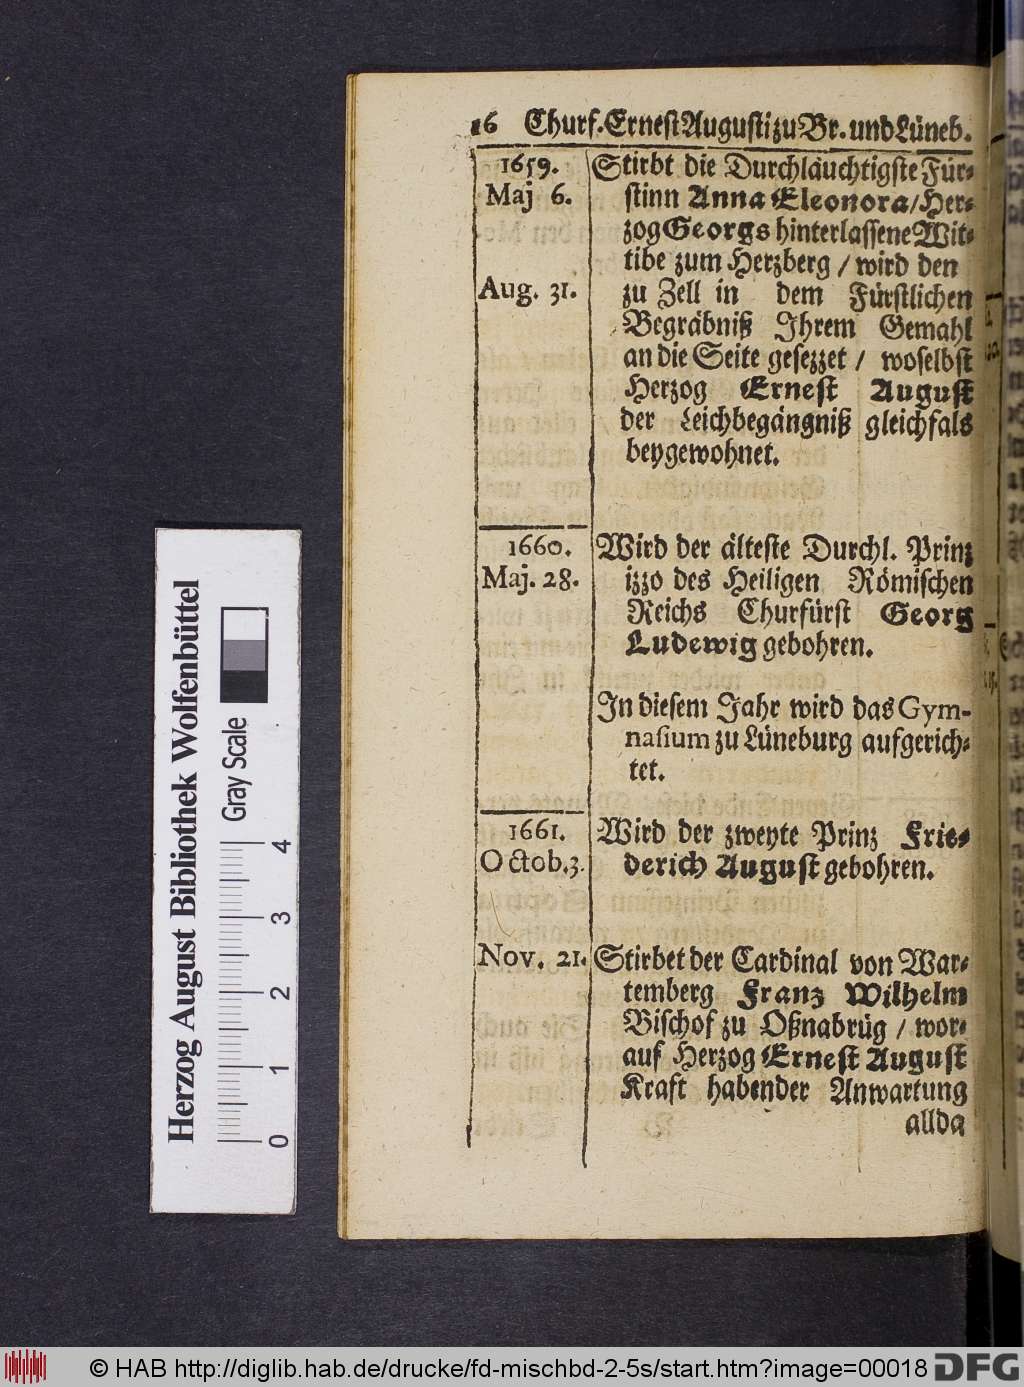 16 Churf. Ernest Augusti zu Br. und Lüneb.
1659. Stirbt die Durchläuchtigste Für-
Maj 6. stinn Anna Eleonora / Her-
zog Georgs hinterlassene Wit-
tibe zum Herzberg / wird den
Aug. 31. zu Zell in dem Fürstlichen
Begräbniß Ihrem Gemahl
an die Seite gesezzet / woselbst
Herzog Ernest August
der Leichbegängniß gleichfals
beygewohnet.
1660. Wird der älteste Durchl. Prinz
Maj. 28. izzo des Heiligen Römischen
Reichs Churfürst Georg
Ludewig gebohren.
In diesem Jahr wird das Gym-
nasium zu Lüneburg aufgerich-
tet.
1661. Wird der zweyte Prinz Frie-
Octob. 3. derich August gebohren.
Nov. 21. Stirbet der Cardinal von War-
temberg Franz Wilhelm
Bischof zu Oßnabrüg / wor-
auf Herzog Ernest August
Kraft habender Anwartung
allda
Herzog August Bibliothek Wolfenbüttel
Gray Scale
0 1 2 3 4
© HAB http://diglib.hab.de/drucke/fd-mischbd-2-5s/start.htm?image=00018
DFG